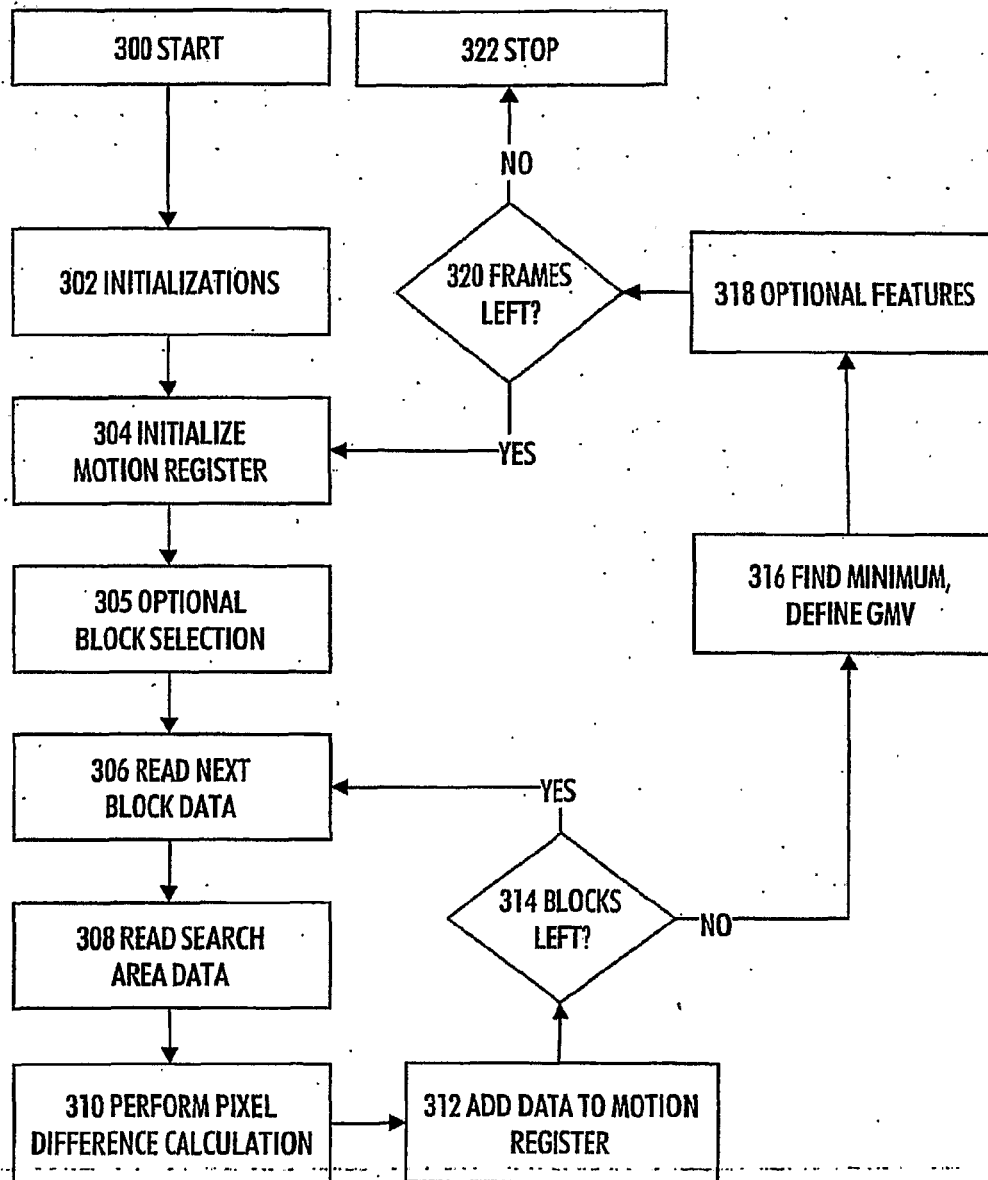 300 START
322 STOP
NO
302 INITIALIZATIONS
320 FRAMES
LEFT?
318 OPTIONAL FEATURES
304 INITIALIZE
MOTION REGISTER
YES
305 OPTIONAL
BLOCK SELECTION
316 FIND MINIMUM,
DEFINE GMV
306 READ NEXT
BLOCK DATA
YES
314 BLOCKS
LEFT?
NO
308 READ SEARCH
AREA DATA
310 PERFORM PIXEL
DIFFERENCE CALCULATION
312 ADD DATA TO MOTION
REGISTER